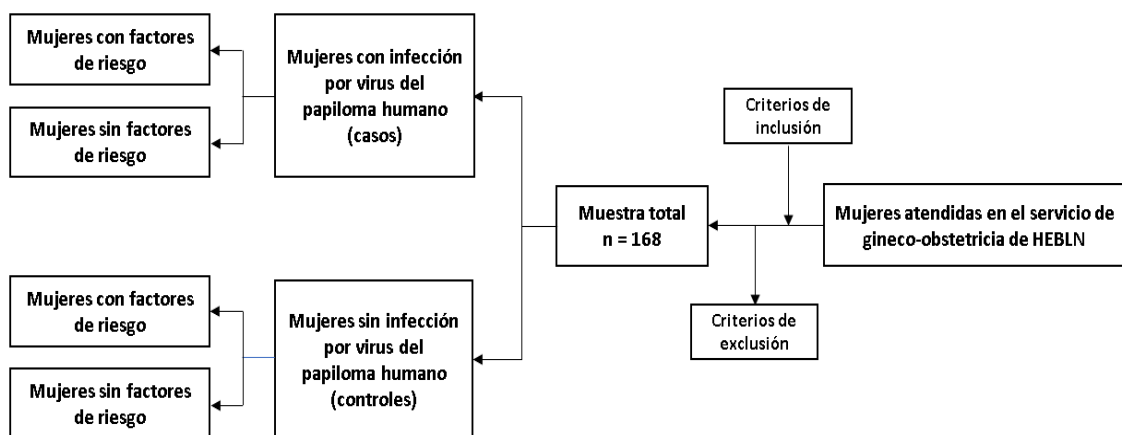 Mujeres con factores
de riesgo
Mujeres sin factores
de riesgo
Mujeres con infección
por virus del
papiloma humano
(casos)
Criterios de
inclusión
Muestra total
n = 168
Mujeres atendidas en el servicio de
gineco-obstetricia de HEBLN
Criterios de
exclusión
Mujeres con factores
de riesgo
Mujeres sin factores
de riesgo
Mujeres sin infección
por virus del
papiloma humano
(controles)